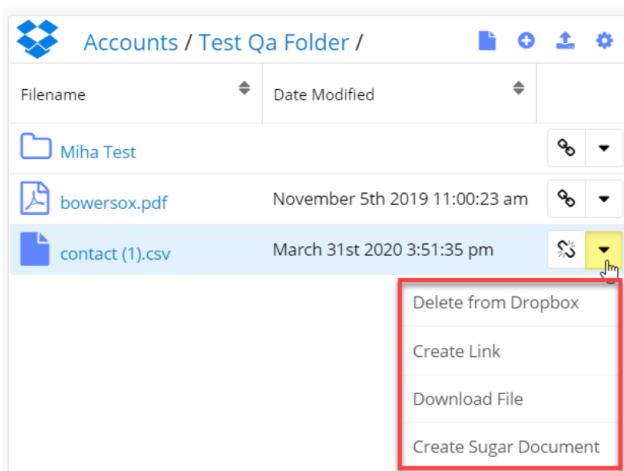 Accounts / Test Qa Folder /
Filename Date Modified
Miha Test
bowersox.pdf November 5th 2019 11:00:23 am
contact (1).csv March 31st 2020 3:51:35 pm
Delete from Dropbox
Create Link
Download File
Create Sugar Document